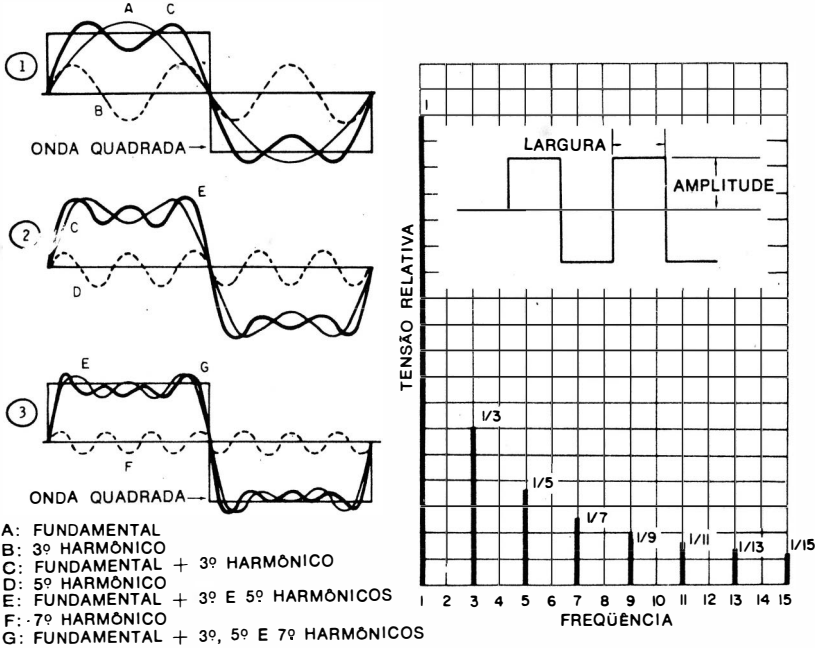 A
C
1
B
ONDA QUADRADA
E
2
C
D
E
G
3
F
ONDA QUADRADA
A: FUNDAMENTAL
B: 3º HARMÔNICO
C: FUNDAMENTAL + 3º HARMÔNICO
D: 5º HARMÔNICO
E: FUNDAMENTAL + 3º E 5º HARMÔNICOS
F: 7º HARMÔNICO
G: FUNDAMENTAL + 3º, 5º E 7º HARMÔNICOS
1
LARGURA
AMPLITUDE
TENSÃO RELATIVA
1/3
1/5
1/7
1/9
1/11
1/13
1/15
1 2 3 4 5 6 7 8 9 10 11 12 13 14 15
FREQÜÊNCIA